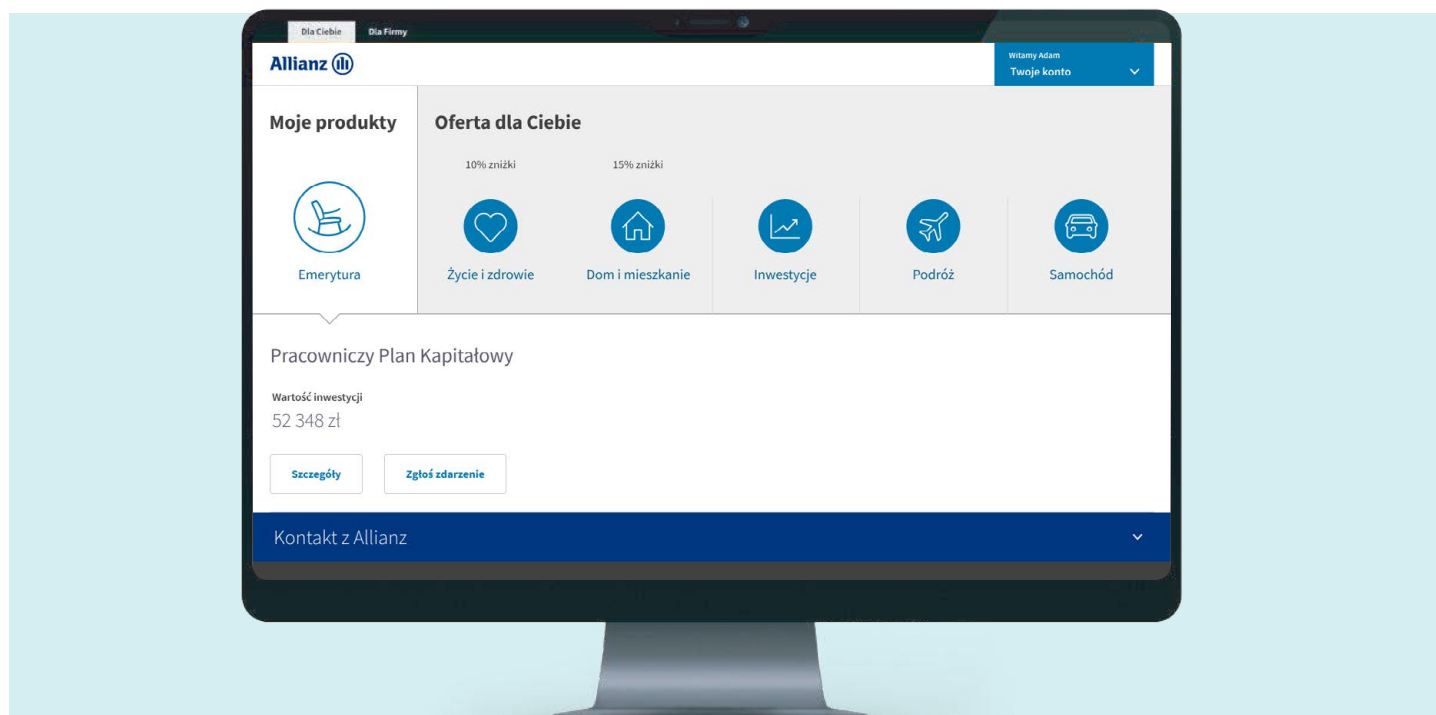 Dla Ciebie Dla Firmy
Allianz
Witamy Adam
Twoje konto
Moje produkty
Oferta dla Ciebie
10% zniżki
15% zniżki
Emerytura
Życie i zdrowie
Dom i mieszkanie
Inwestycje
Podróż
Samochód
Pracowniczy Plan Kapitałowy
Wartość inwestycji
52 348 zł
Szczegóły
Zgłoś zdarzenie
Kontakt z Allianz